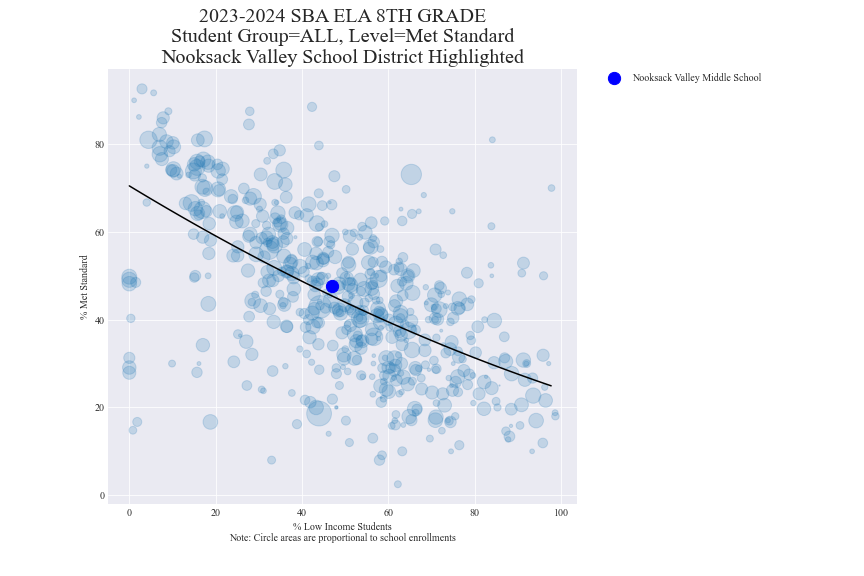 2023-2024 SBA ELA 8TH GRADE
Student Group=ALL, Level=Met Standard
Nooksack Valley School District Highlighted
Nooksack Valley Middle School
% Met Standard
80
60
40
20
0
0 20 40 60 80 100
% Low Income Students
Note: Circle areas are proportional to school enrollments